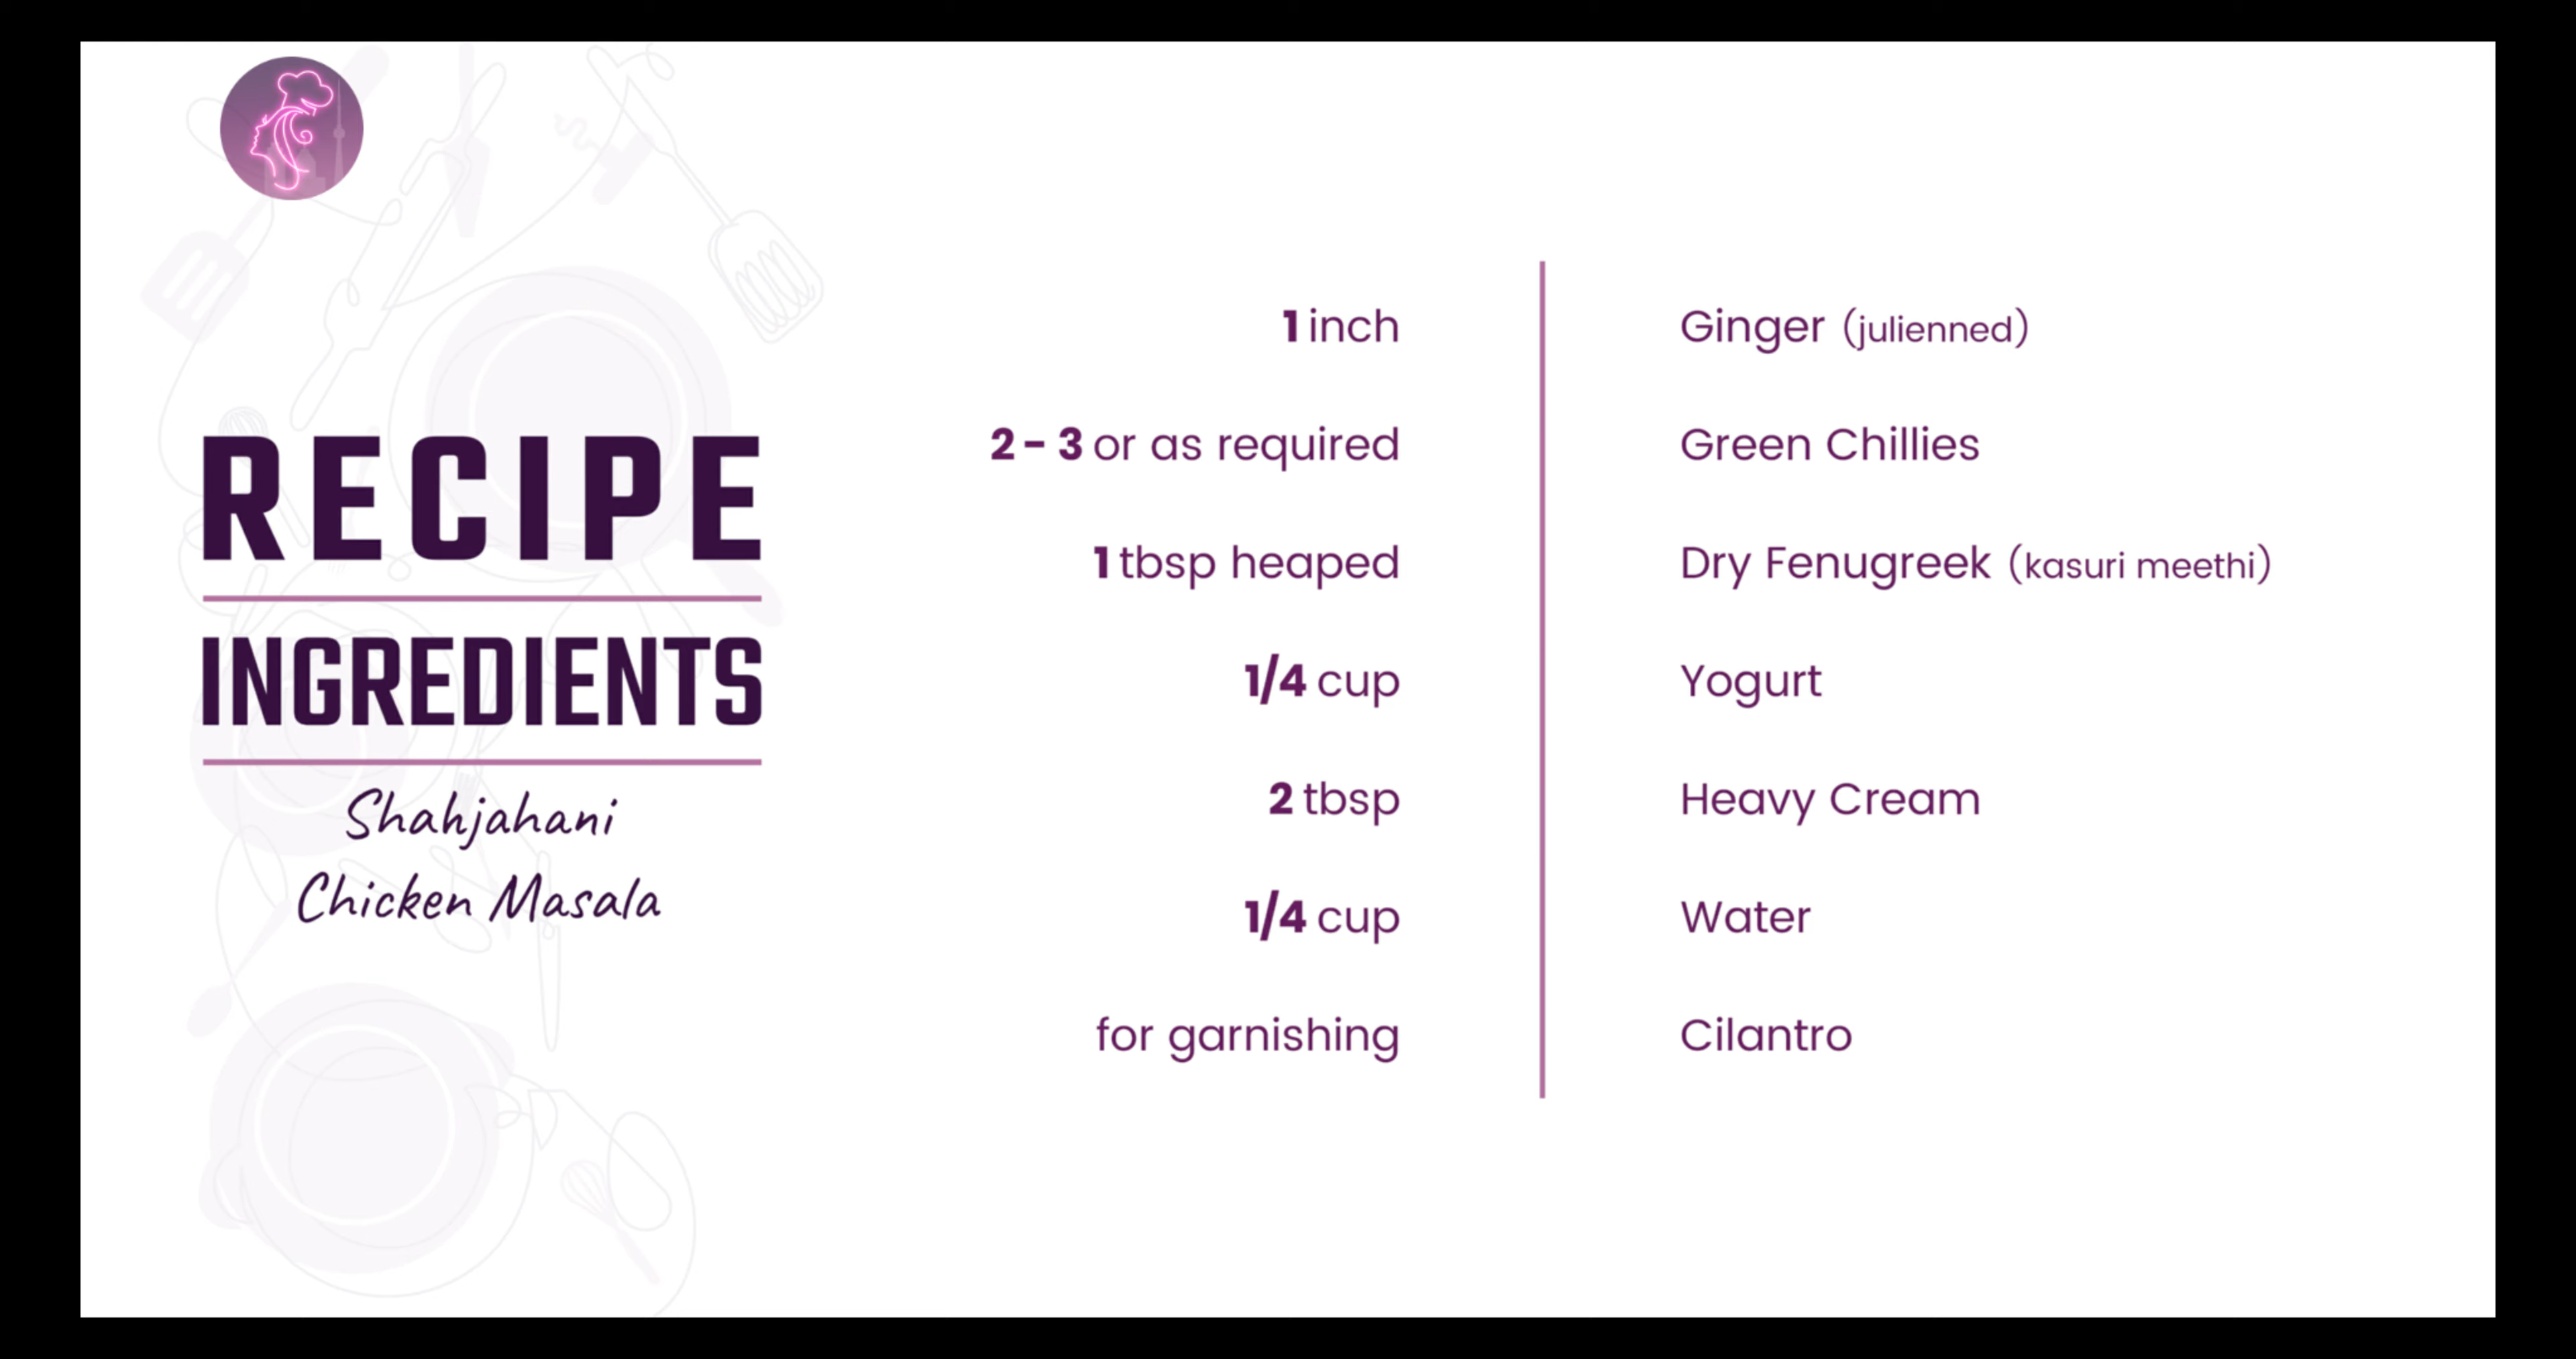 RECIPE
INGREDIENTS
Shahjahani
Chicken Masala
1 inch Ginger (julienned)
2 - 3 or as required Green Chillies
1 tbsp heaped Dry Fenugreek (kasuri meethi)
1/4 cup Yogurt
2 tbsp Heavy Cream
1/4 cup Water
for garnishing Cilantro